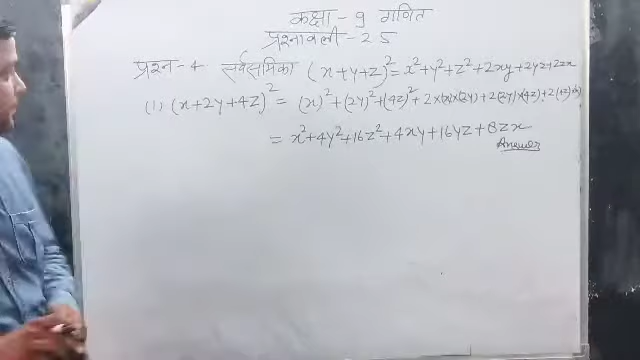 कक्षा - 9 गणित
प्रश्नावली - 2.5
प्रश्न - 4 सर्वसमिका (x+y+z)² = x²+y²+z²+2xy+2yz+2zx
(1) (x+2y+4z)² = (x)²+(2y)²+(4z)²+2×(x)×(2y)+2(2y)×(4z)+2(4z)(x)
= x²+4y²+16z²+4xy+16yz+8zx
Answer